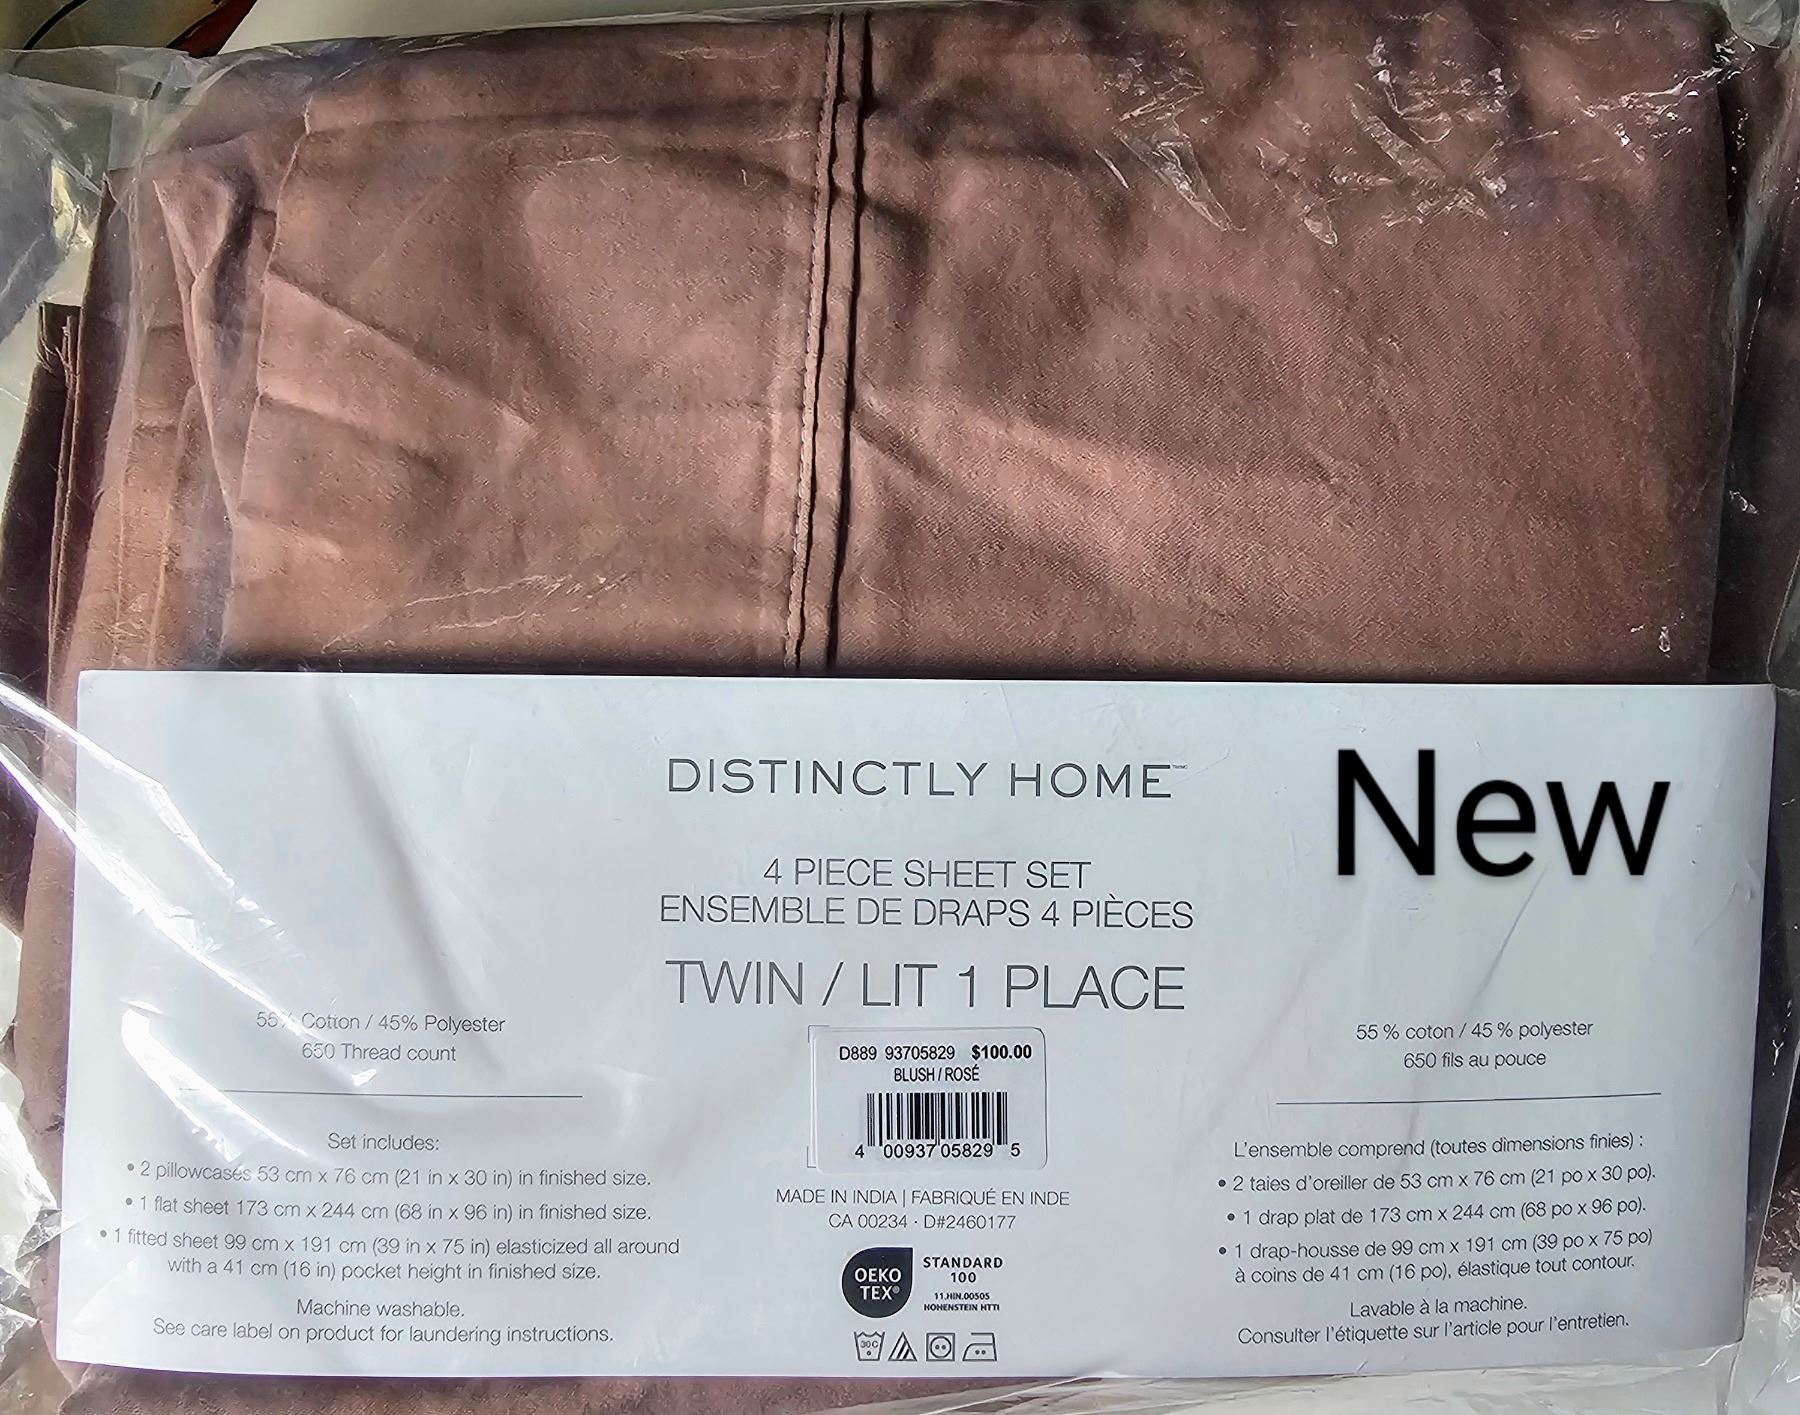 DISTINCTLY HOME™
New
4 PIECE SHEET SET
ENSEMBLE DE DRAPS 4 PIÈCES
TWIN / LIT 1 PLACE
55% Cotton / 45% Polyester
650 Thread count
Set includes:
• 2 pillowcases 53 cm x 76 cm (21 in x 30 in) in finished size.
• 1 flat sheet 173 cm x 244 cm (68 in x 96 in) in finished size.
• 1 fitted sheet 99 cm x 191 cm (39 in x 75 in) elasticized all around
with a 41 cm (16 in) pocket height in finished size.
Machine washable.
See care label on product for laundering instructions.
D889 93705829 $100.00
BLUSH / ROSÉ
4 00937 05829 5
MADE IN INDIA | FABRIQUÉ EN INDE
CA 00234 · D#2460177
OEKO
TEX®
STANDARD
100
11.HIN.00505
HOHENSTEIN HTTI
30C
55 % coton / 45 % polyester
650 fils au pouce
L'ensemble comprend (toutes dimensions finies) :
• 2 taies d'oreiller de 53 cm x 76 cm (21 po x 30 po).
• 1 drap plat de 173 cm x 244 cm (68 po x 96 po).
• 1 drap-housse de 99 cm x 191 cm (39 po x 75 po)
à coins de 41 cm (16 po), élastique tout contour.
Lavable à la machine.
Consulter l'étiquette sur l'article pour l'entretien.